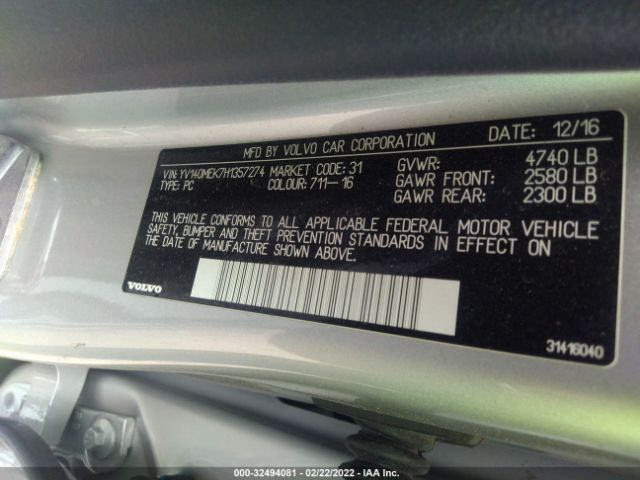 MFD BY VOLVO CAR CORPORATION DATE: 12/16
VIN: YV140MEK7H1357274 MARKET CODE: 31 GVWR: 4740 LB
TYPE: PC COLOUR: 711-16 GAWR FRONT: 2580 LB
GAWR REAR: 2300 LB
THIS VEHICLE CONFORMS TO ALL APPLICABLE FEDERAL MOTOR VEHICLE
SAFETY, BUMPER AND THEFT PREVENTION STANDARDS IN EFFECT ON
THE DATE OF MANUFACTURE SHOWN ABOVE.
VOLVO
31416040
000-32494081 - 02/22/2022 - IAA Inc.